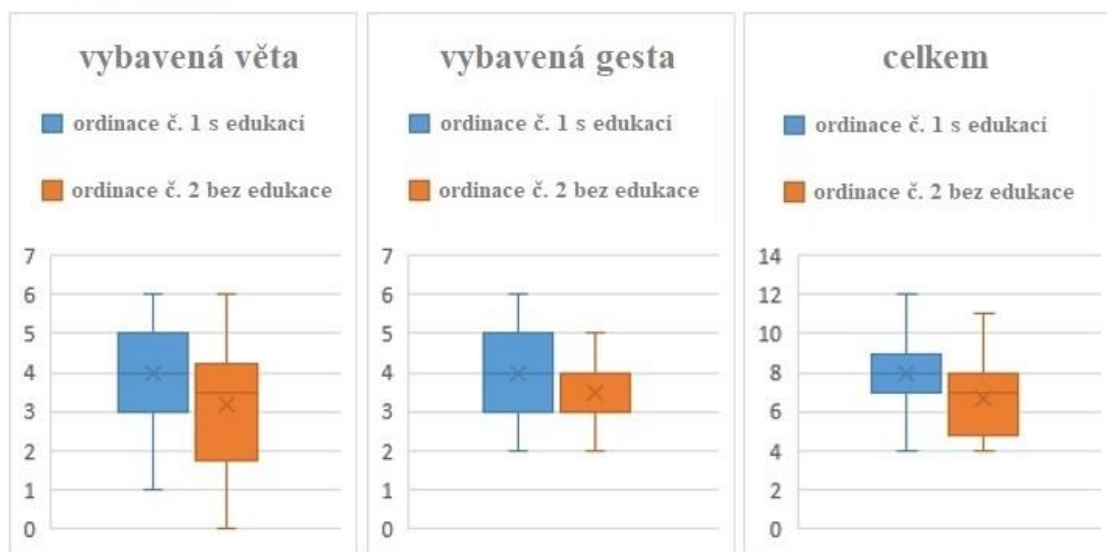 vybavená věta
ordinace č. 1 s edukací
ordinace č. 2 bez edukace
7
6
5
4
3
2
1
0
vybavená gesta
ordinace č. 1 s edukací
ordinace č. 2 bez edukace
7
6
5
4
3
2
1
0
celkem
ordinace č. 1 s edukací
ordinace č. 2 bez edukace
14
12
10
8
6
4
2
0